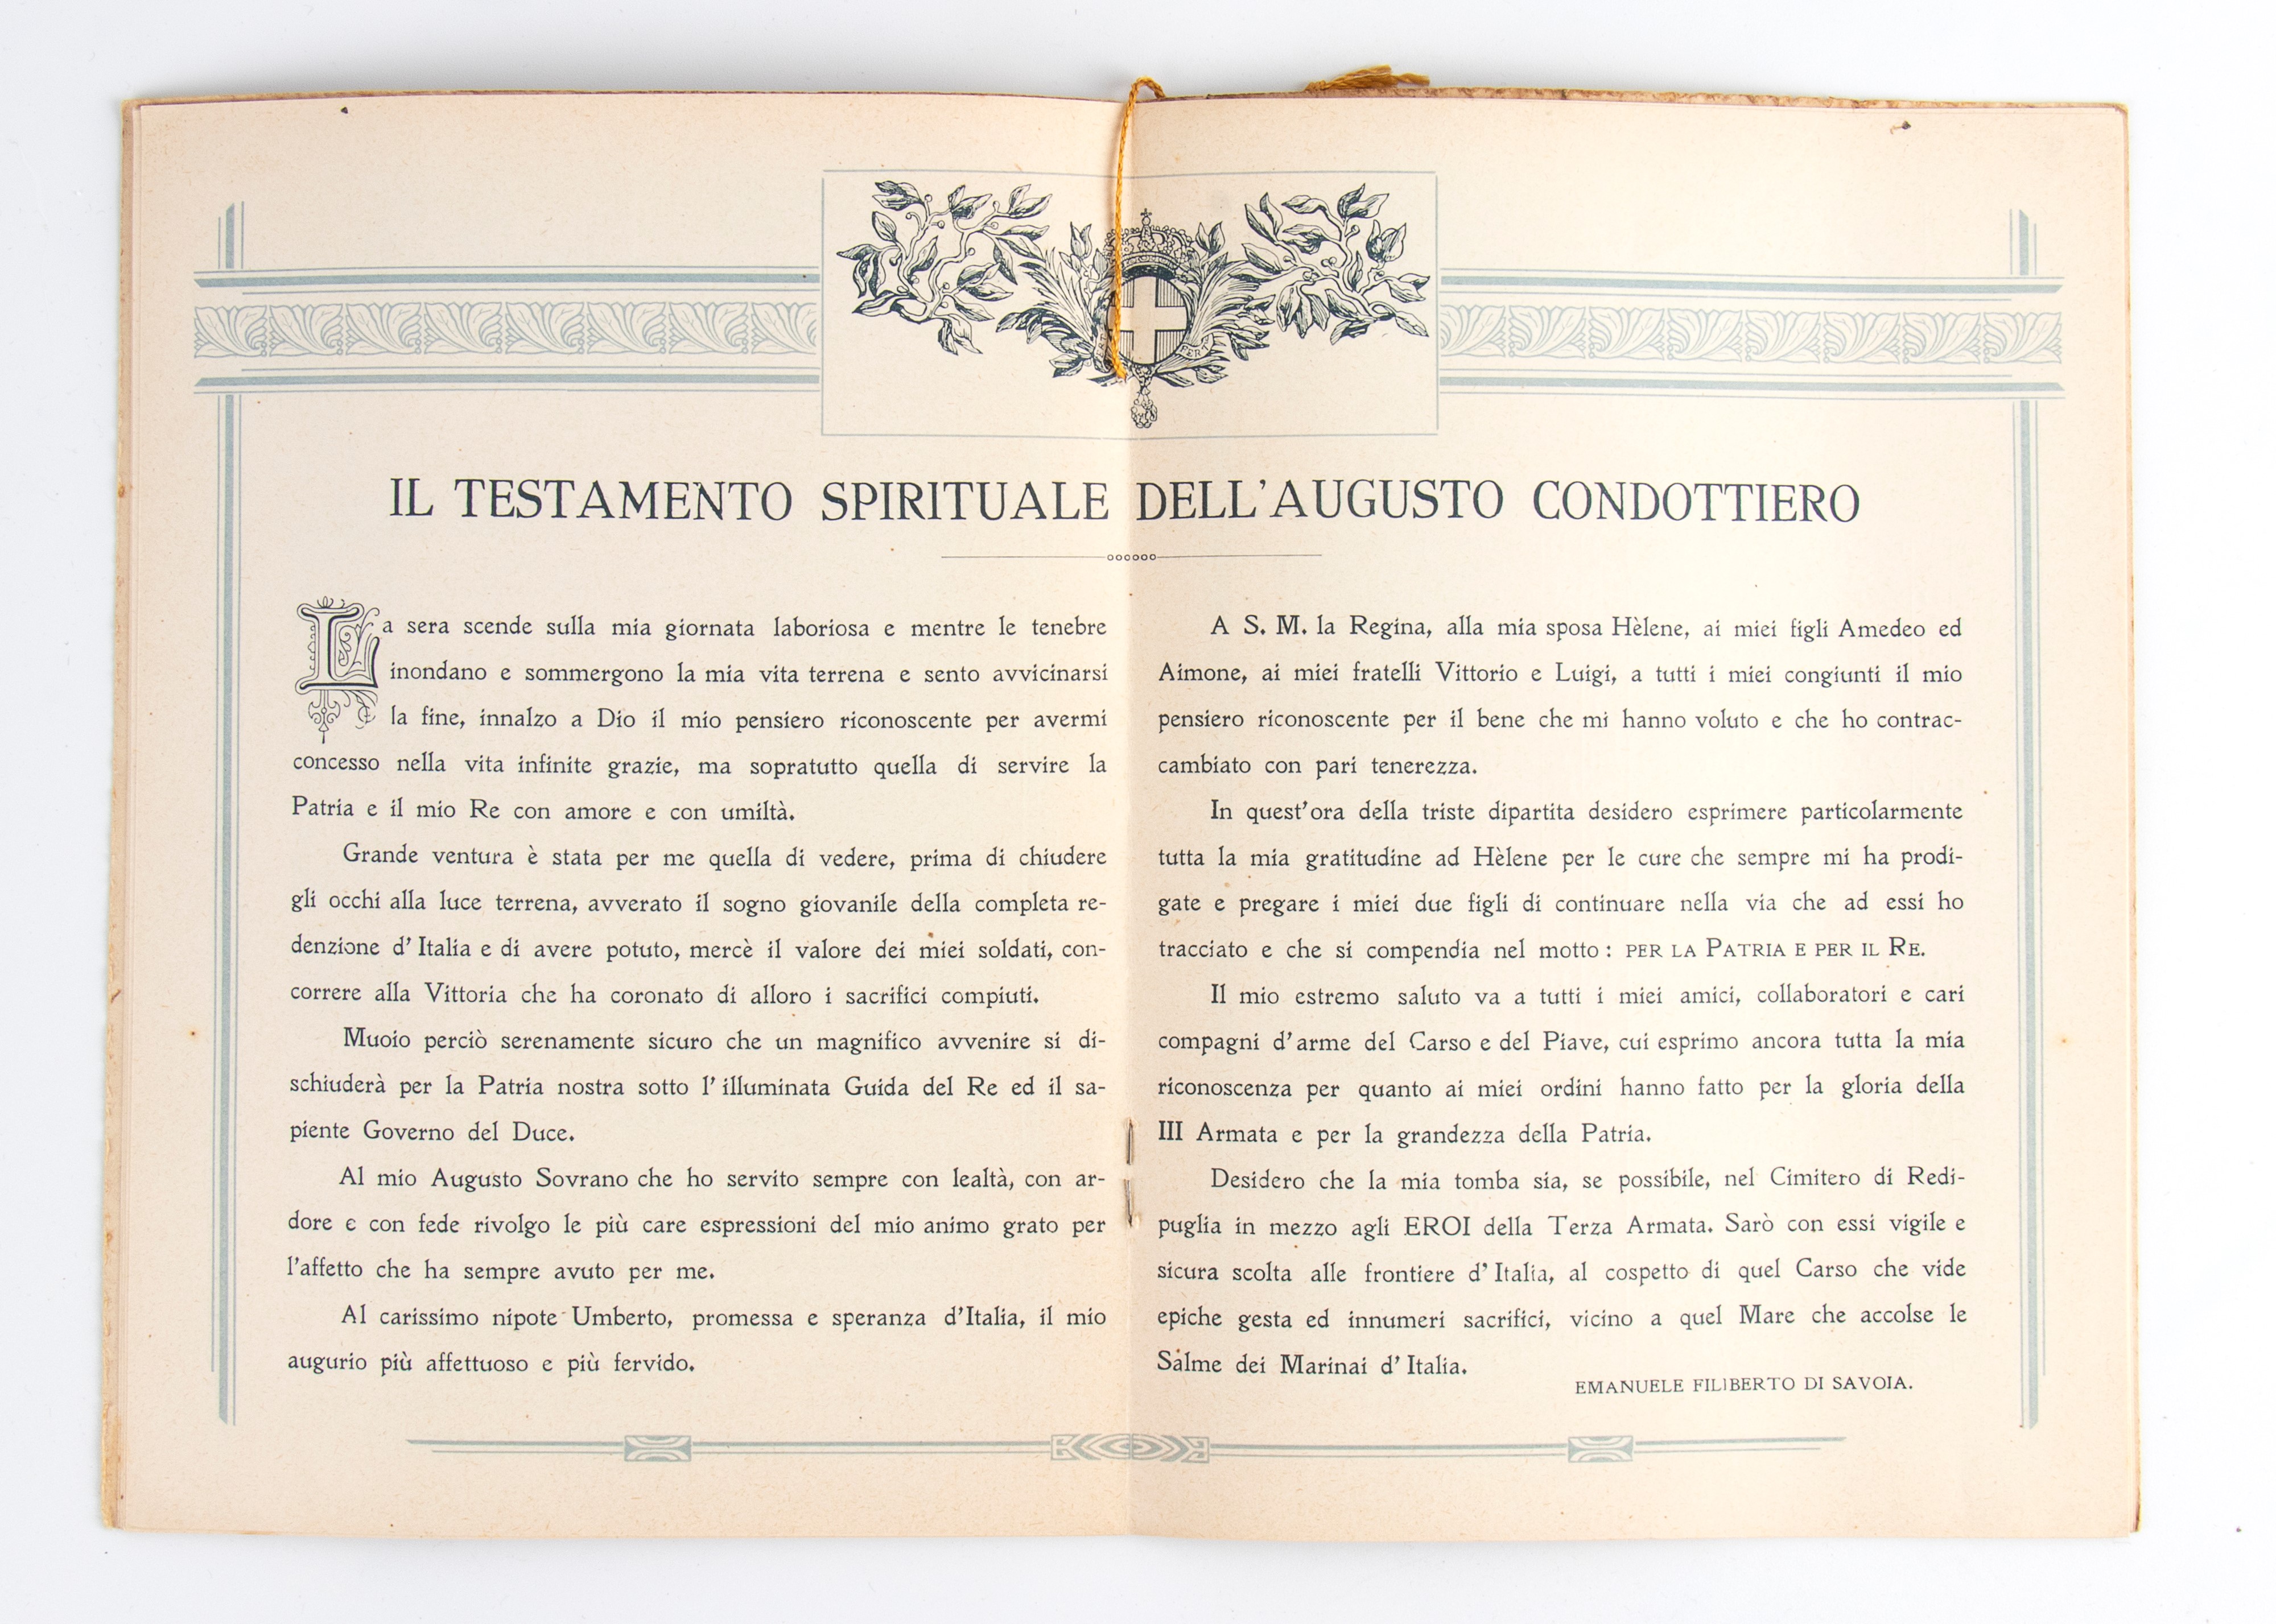 FERT
IL TESTAMENTO SPIRITUALE DELL'AUGUSTO CONDOTTIERO
La sera scende sulla mia giornata laboriosa e mentre le tenebre
inondano e sommergono la mia vita terrena e sento avvicinarsi
la fine, innalzo a Dio il mio pensiero riconoscente per avermi
concesso nella vita infinite grazie, ma sopratutto quella di servire la
Patria e il mio Re con amore e con umiltà.
Grande ventura è stata per me quella di vedere, prima di chiudere
gli occhi alla luce terrena, avverato il sogno giovanile della completa re-
denzione d'Italia e di avere potuto, mercè il valore dei miei soldati, con-
correre alla Vittoria che ha coronato di alloro i sacrifici compiuti.
Muoio perciò serenamente sicuro che un magnifico avvenire si di-
schiuderà per la Patria nostra sotto l'illuminata Guida del Re ed il sa-
piente Governo del Duce.
Al mio Augusto Sovrano che ho servito sempre con lealtà, con ar-
dore e con fede rivolgo le più care espressioni del mio animo grato per
l'affetto che ha sempre avuto per me.
Al carissimo nipote Umberto, promessa e speranza d'Italia, il mio
augurio più affettuoso e più fervido.
A S. M. la Regina, alla mia sposa Hèlene, ai miei figli Amedeo ed
Aimone, ai miei fratelli Vittorio e Luigi, a tutti i miei congiunti il mio
pensiero riconoscente per il bene che mi hanno voluto e che ho contrac-
cambiato con pari tenerezza.
In quest'ora della triste dipartita desidero esprimere particolarmente
tutta la mia gratitudine ad Hèlene per le cure che sempre mi ha prodi-
gate e pregare i miei due figli di continuare nella via che ad essi ho
tracciato e che si compendia nel motto: PER LA PATRIA E PER IL RE.
Il mio estremo saluto va a tutti i miei amici, collaboratori e cari
compagni d'arme del Carso e del Piave, cui esprimo ancora tutta la mia
riconoscenza per quanto ai miei ordini hanno fatto per la gloria della
III Armata e per la grandezza della Patria.
Desidero che la mia tomba sia, se possibile, nel Cimitero di Redi-
puglia in mezzo agli EROI della Terza Armata. Sarò con essi vigile e
sicura scolta alle frontiere d'Italia, al cospetto di quel Carso che vide
epiche gesta ed innumeri sacrifici, vicino a quel Mare che accolse le
Salme dei Marinai d'Italia.
EMANUELE FILIBERTO DI SAVOIA.